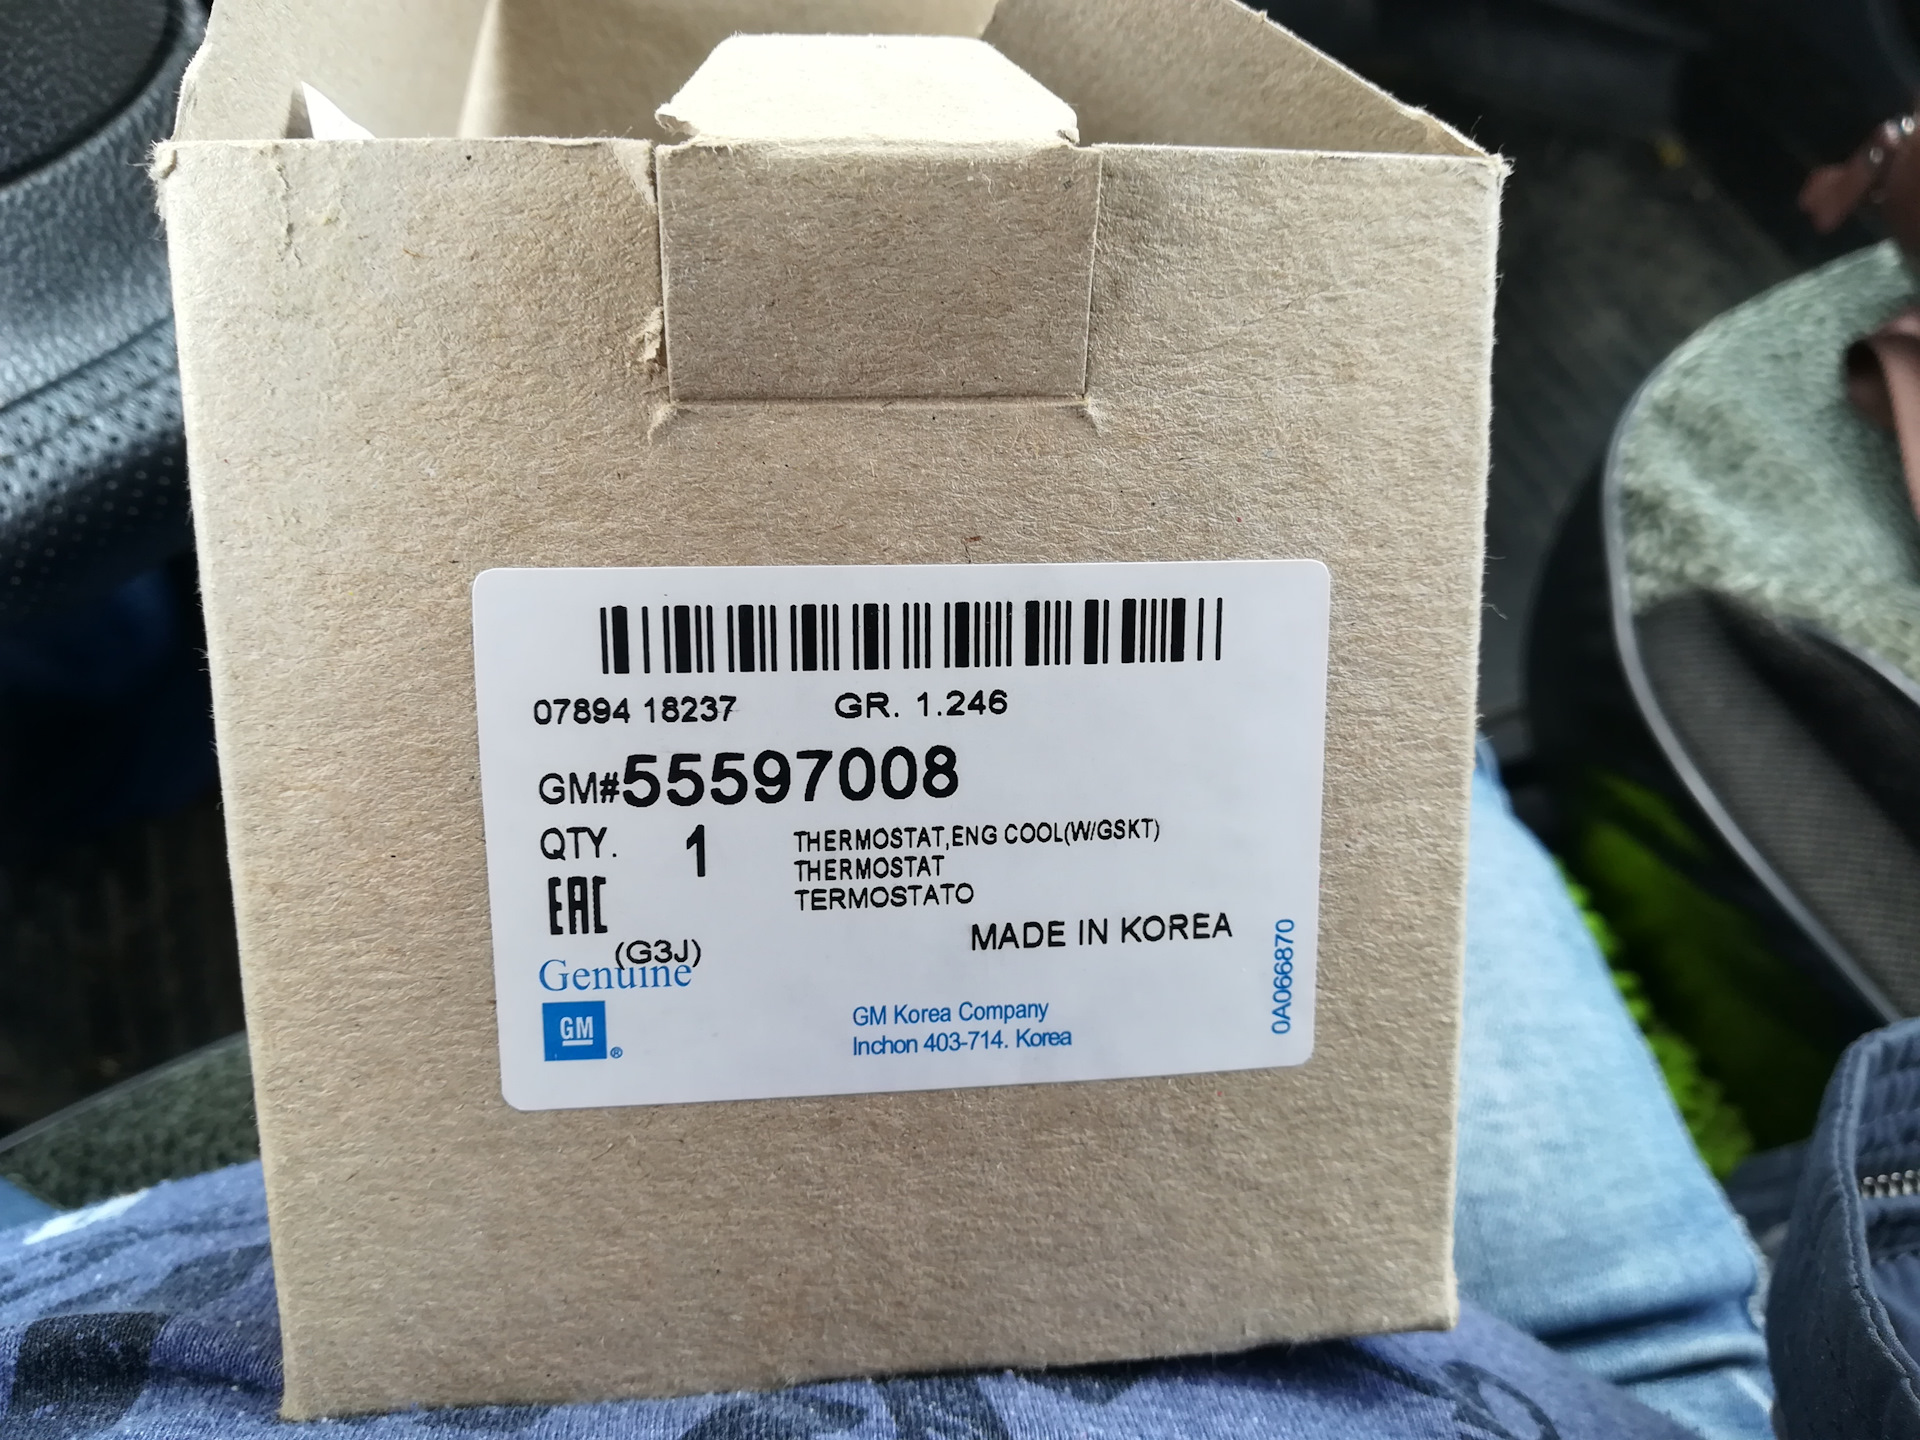 07894 18237 GR. 1.246
GM#55597008
QTY. 1
THERMOSTAT,ENG COOL(W/GSKT)
THERMOSTAT
TERMOSTATO
EAC
MADE IN KOREA
(G3J)
Genuine
GM®
GM Korea Company
Inchon 403-714. Korea
0A066870